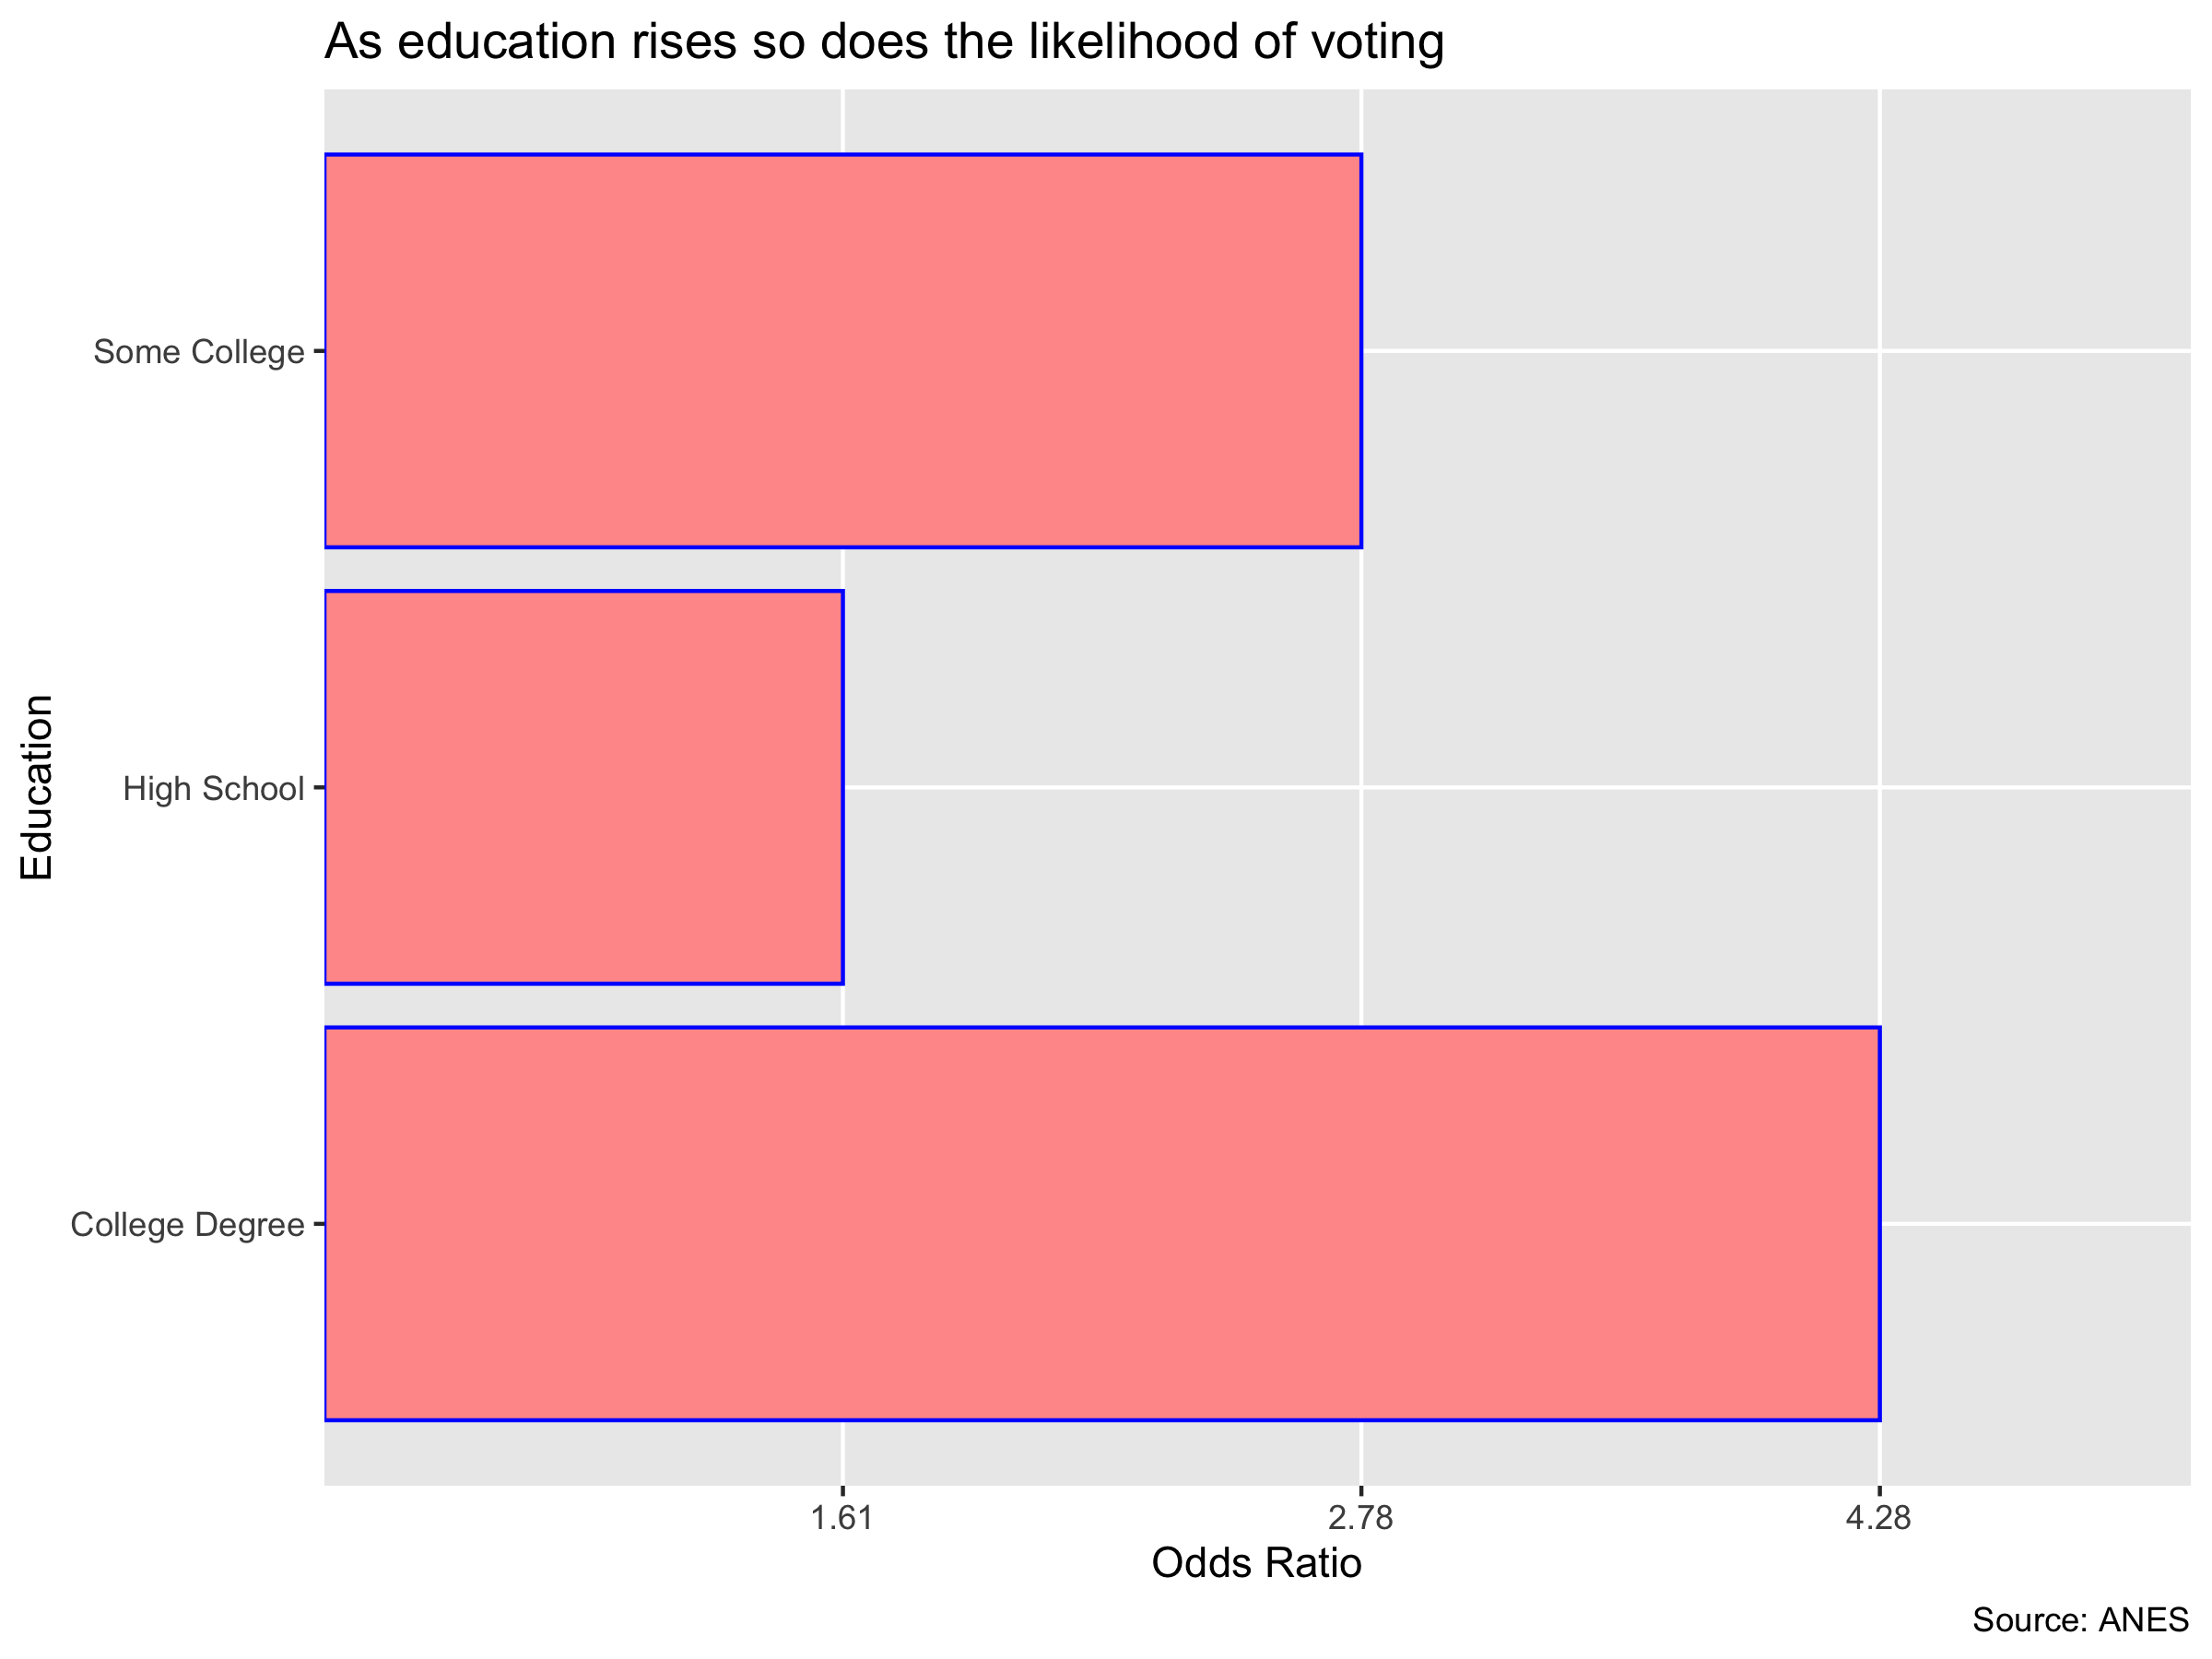 As education rises so does the likelihood of voting
Some College
High School
College Degree
Education
1.61
2.78
4.28
Odds Ratio
Source: ANES